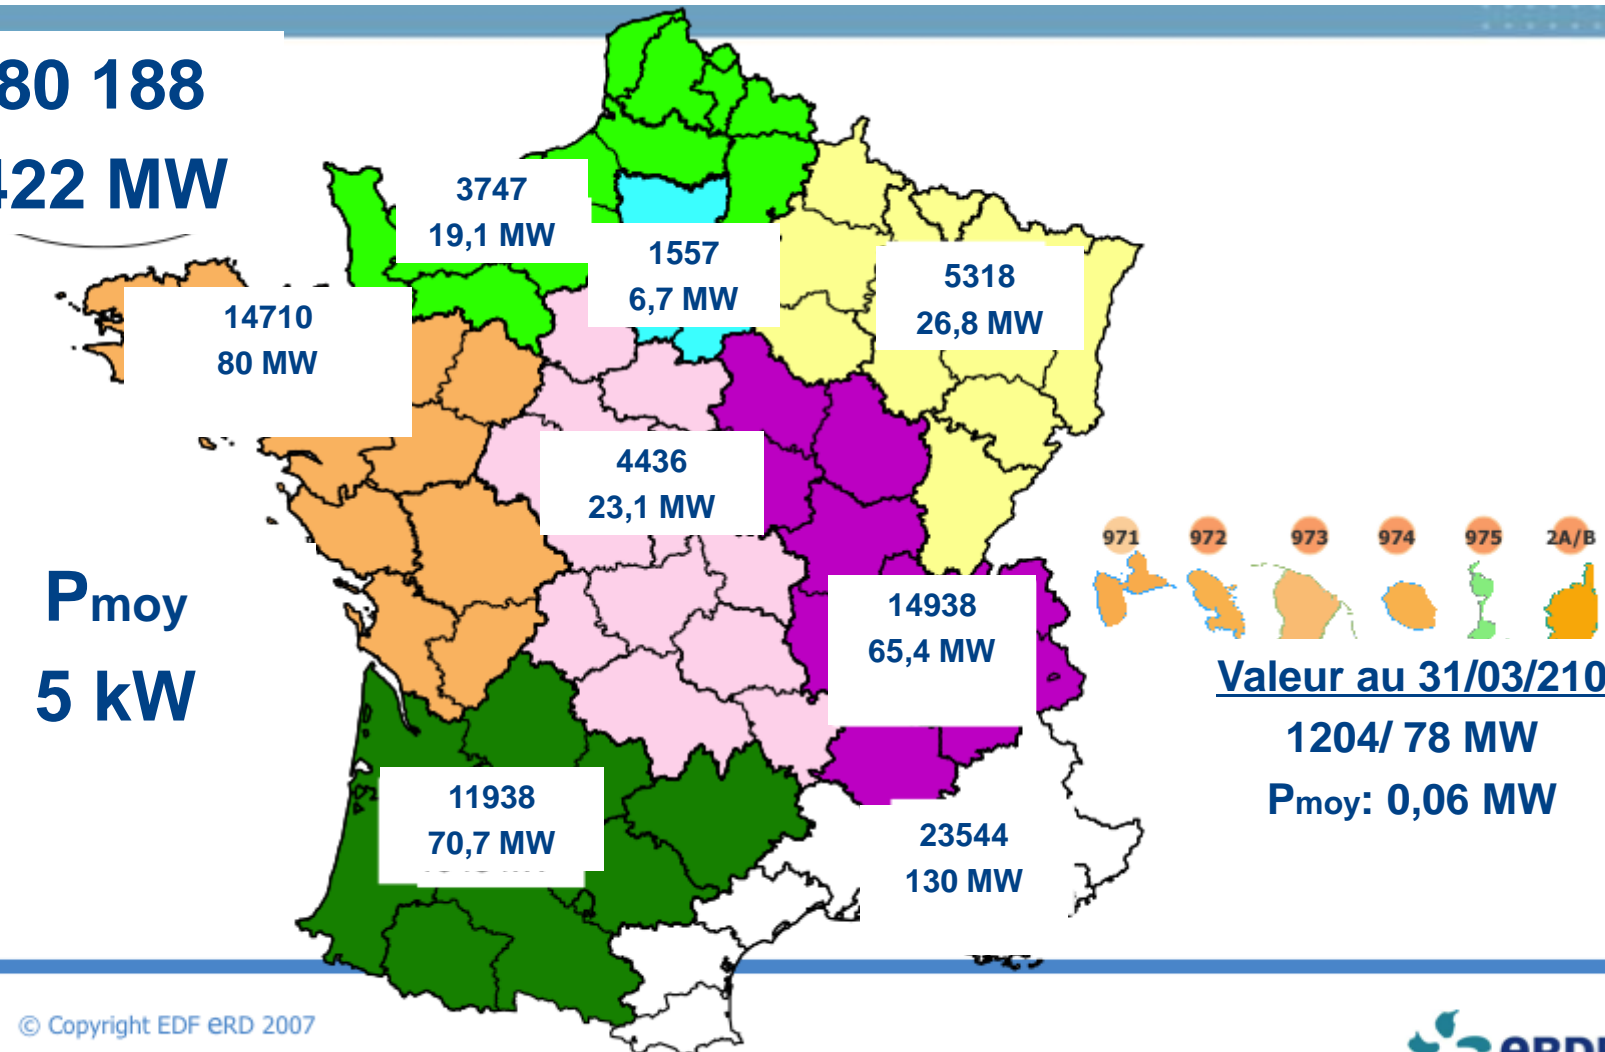 80 188
422 MW
3747
19,1 MW
1557
6,7 MW
5318
26,8 MW
14710
80 MW
4436
23,1 MW
971 972 973 974 975 2A/B
Pmoy
5 kW
14938
65,4 MW
Valeur au 31/03/210
1204/ 78 MW
Pmoy: 0,06 MW
11938
70,7 MW
23544
130 MW
© Copyright EDF eRD 2007